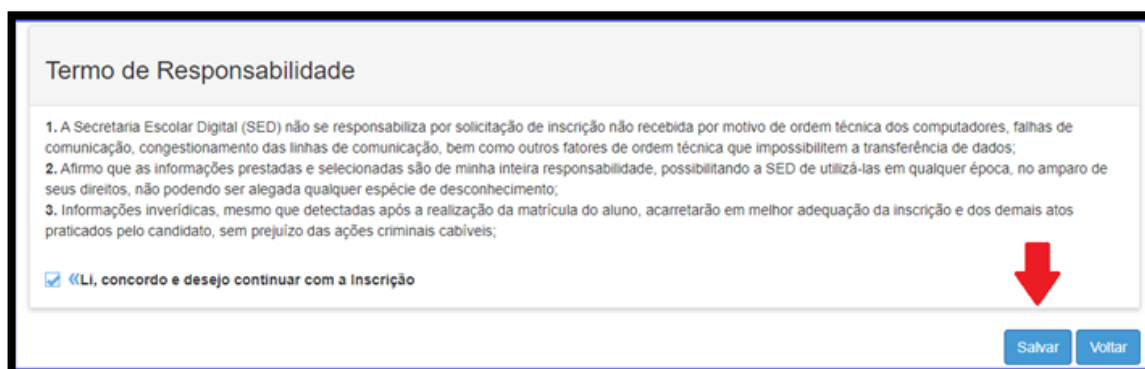 Termo de Responsabilidade
1. A Secretaria Escolar Digital (SED) não se responsabiliza por solicitação de inscrição não recebida por motivo de ordem técnica dos computadores, falhas de
comunicação, congestionamento das linhas de comunicação, bem como outros fatores de ordem técnica que impossibilitem a transferência de dados;
2. Afirmo que as informações prestadas e selecionadas são de minha inteira responsabilidade, possibilitando a SED de utilizá-las em qualquer época, no amparo de
seus direitos, não podendo ser alegada qualquer espécie de desconhecimento;
3. Informações inverídicas, mesmo que detectadas após a realização da matrícula do aluno, acarretarão em melhor adequação da inscrição e dos demais atos
praticados pelo candidato, sem prejuízo das ações criminais cabíveis;
«Li, concordo e desejo continuar com a Inscrição
Salvar Voltar